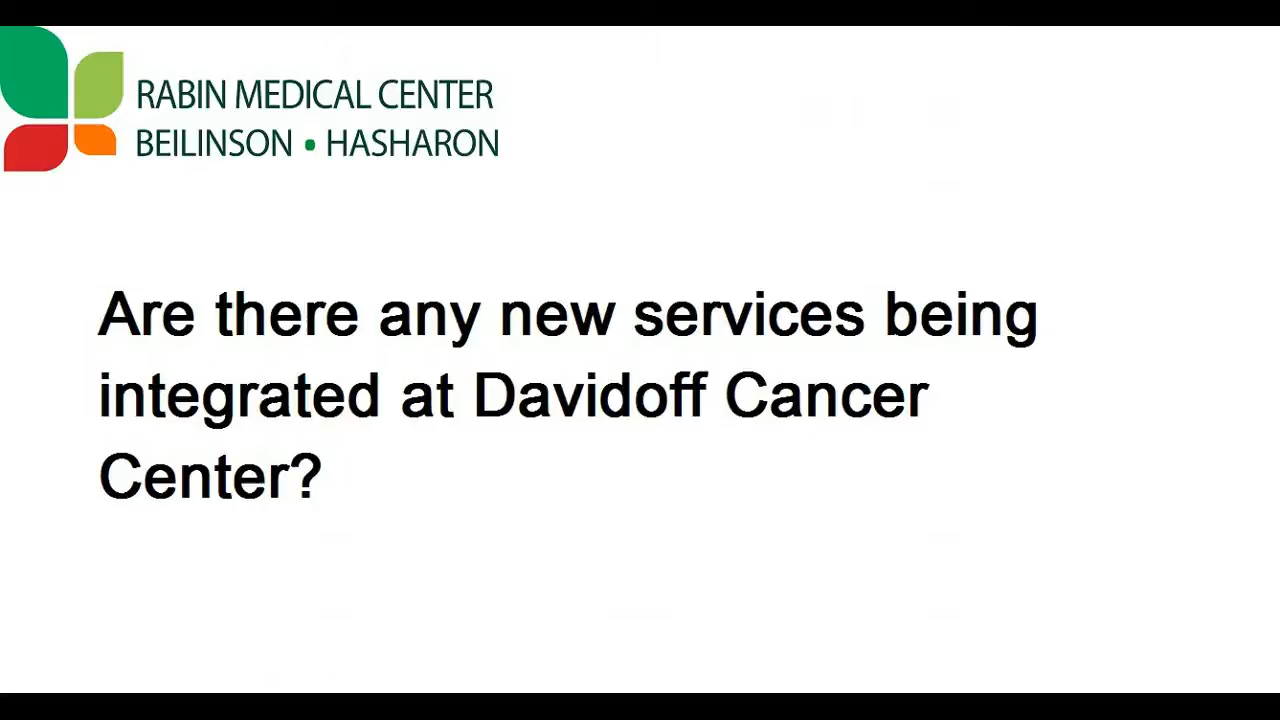 RABIN MEDICAL CENTER
BEILINSON • HASHARON
Are there any new services being
integrated at Davidoff Cancer
Center?